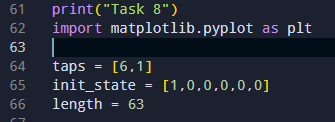 61 print("Task 8")
62 import matplotlib.pyplot as plt
63
64 taps = [6,1]
65 init_state = [1,0,0,0,0,0]
66 length = 63